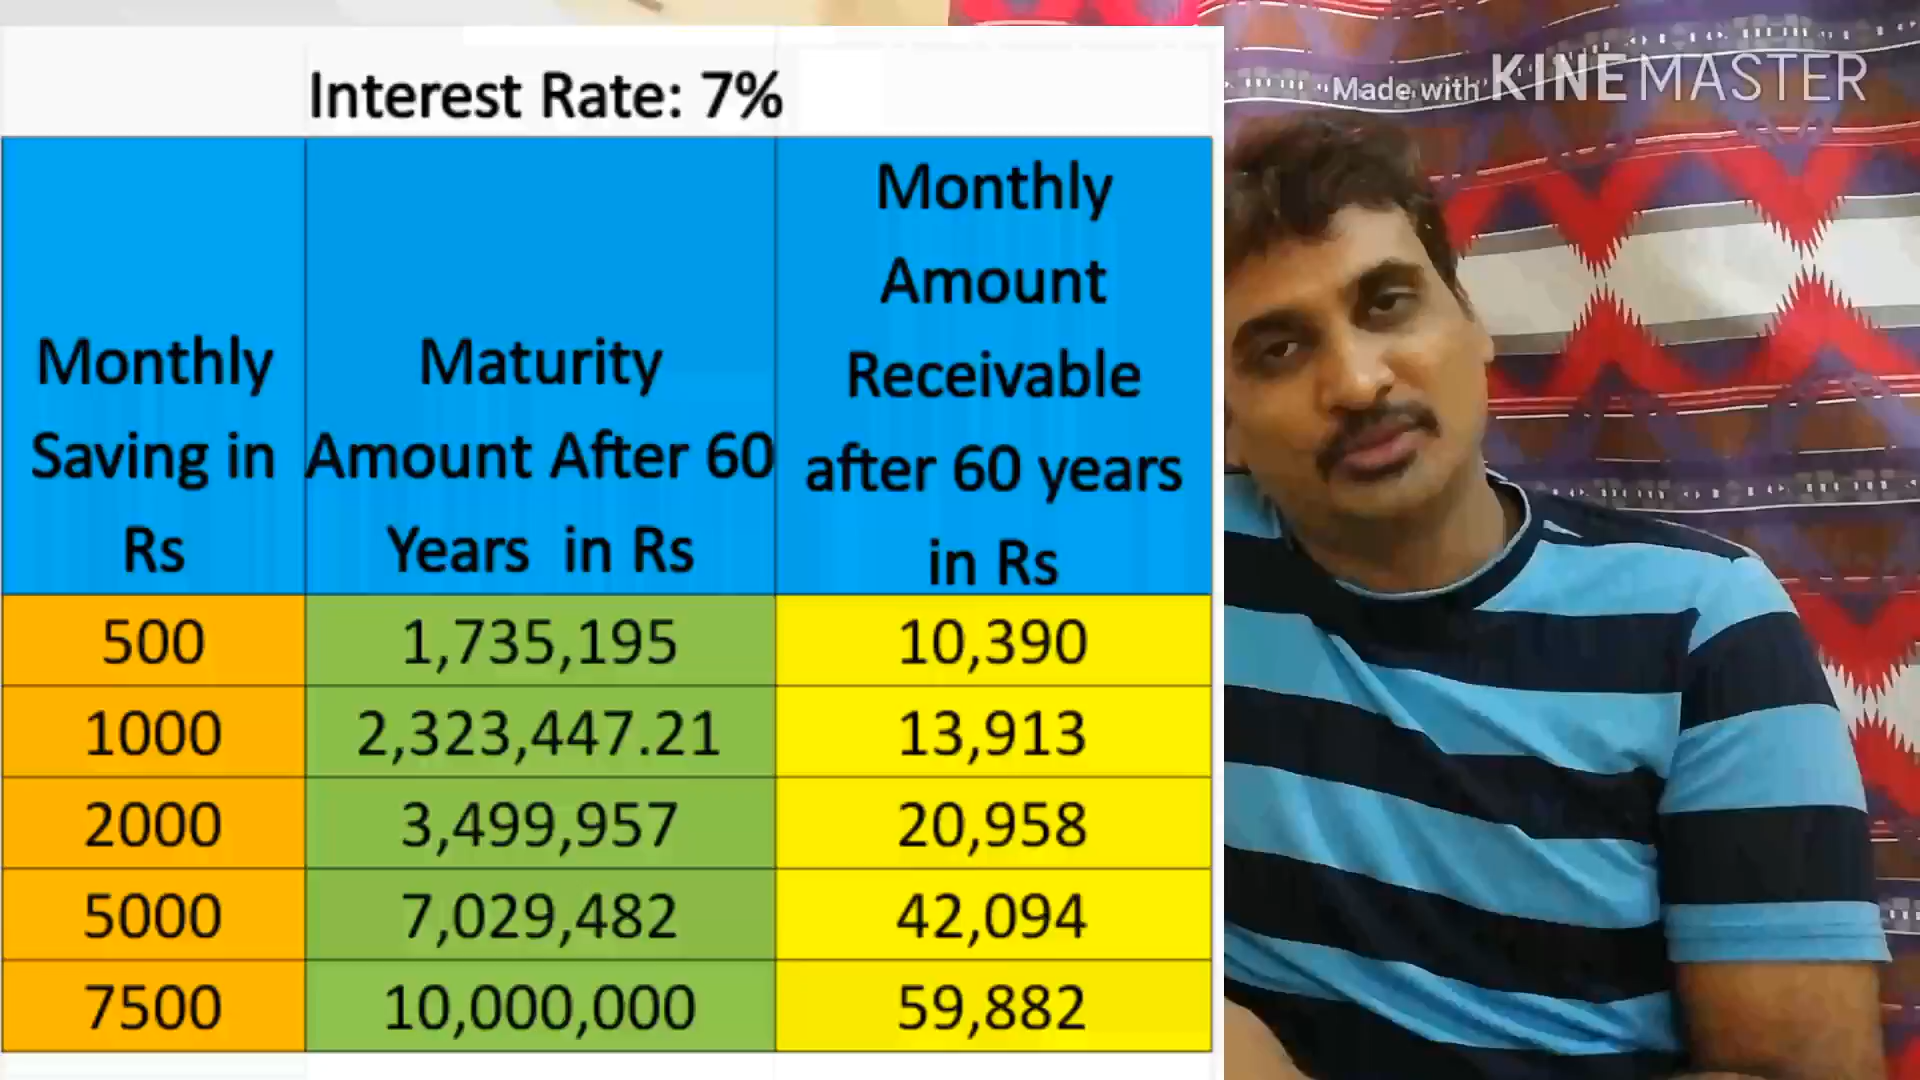 Interest Rate: 7%
Made with KINEMASTER
Monthly
Saving in
Rs
Maturity
Amount After 60
Years in Rs
Monthly
Amount
Receivable
after 60 years
in Rs
500 1,735,195 10,390
1000 2,323,447.21 13,913
2000 3,499,957 20,958
5000 7,029,482 42,094
7500 10,000,000 59,882